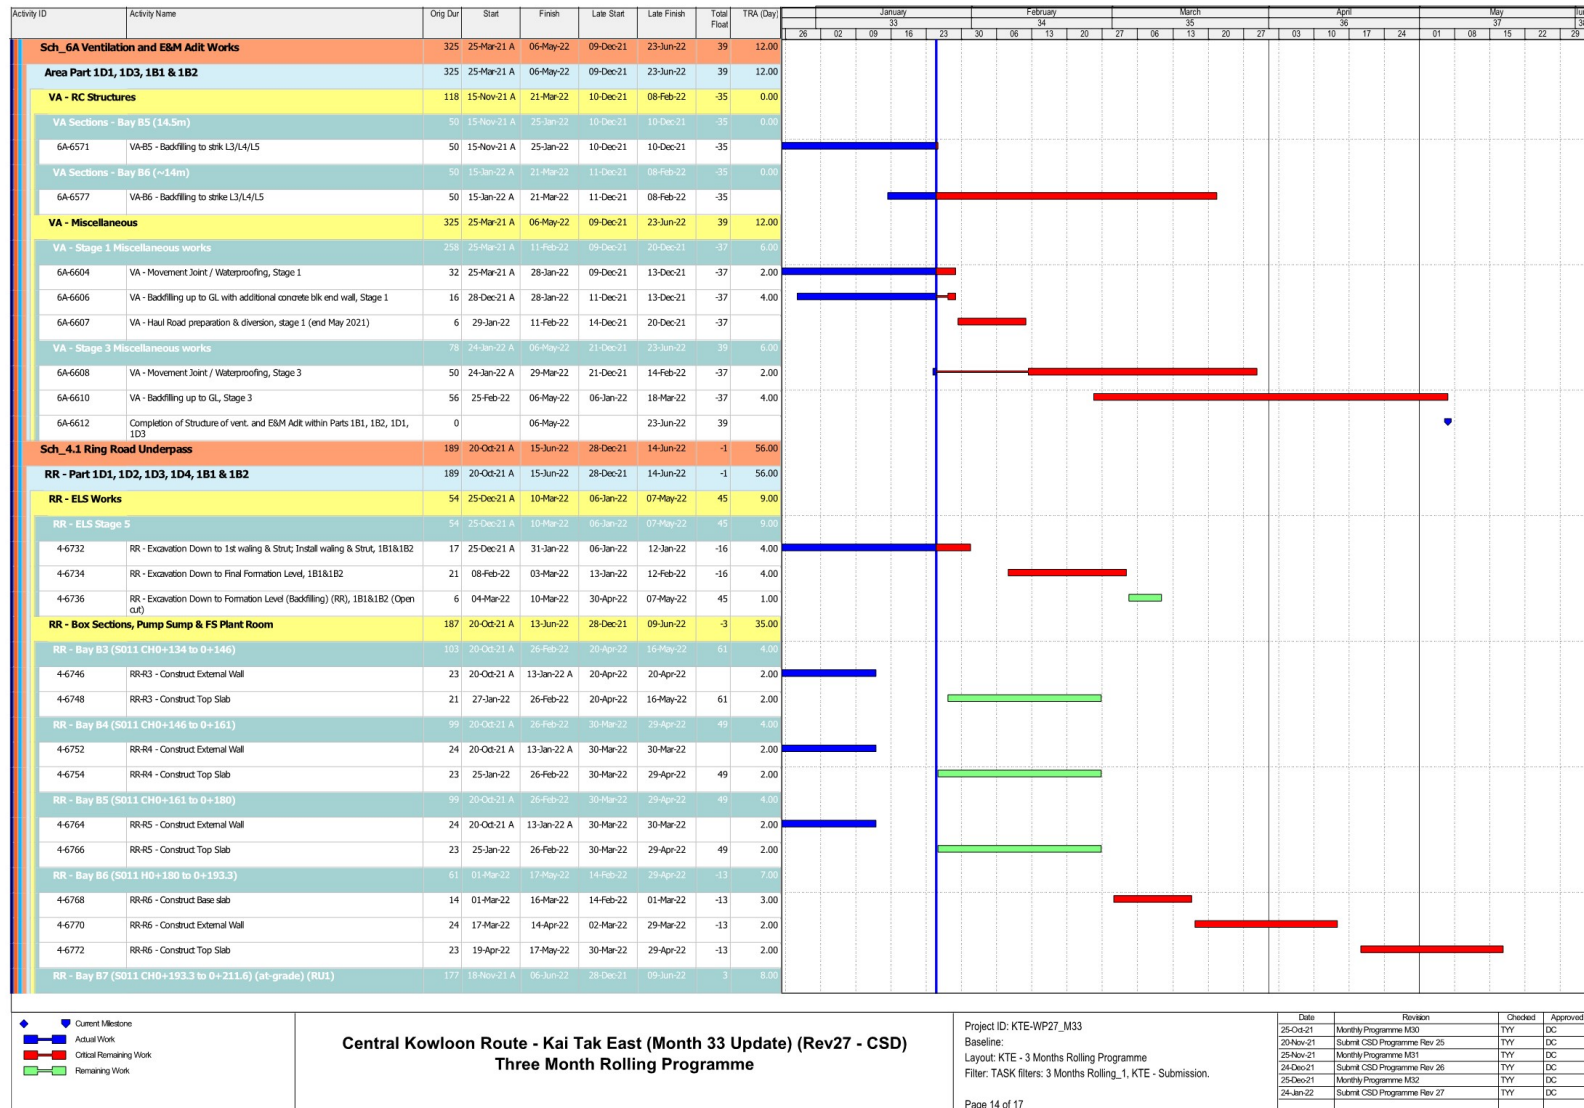 Activity ID Activity Name Orig Dur Start Finish Late Start Late Finish Total Float TRA (Day)
January February March April May
33 34 35 36 37
26 02 09 16 23 30 06 13 20 27 06 13 20 27 03 10 17 24 01 08 15 22 29
Sch_6A Ventilation and E&M Adit Works 325 25-Mar-21 A 06-May-22 09-Dec-21 23-Jun-22 39 12.00
Area Part 1D1, 1D3, 1B1 & 1B2 325 25-Mar-21 A 06-May-22 09-Dec-21 23-Jun-22 39 12.00
VA - RC Structures 118 15-Nov-21 A 21-Mar-22 10-Dec-21 08-Feb-22 -35 0.00
VA Sections - Bay B5 (14.5m) 50 15-Nov-21 A 25-Jan-22 10-Dec-21 10-Dec-21 -35 0.00
6A-6571 VA-B5 - Backfilling to strik L3/L4/L5 50 15-Nov-21 A 25-Jan-22 10-Dec-21 10-Dec-21 -35
VA Sections - Bay B6 (~14m) 50 15-Jan-22 A 21-Mar-22 11-Dec-21 08-Feb-22 -35 0.00
6A-6577 VA-B6 - Backfilling to strike L3/L4/L5 50 15-Jan-22 A 21-Mar-22 11-Dec-21 08-Feb-22 -35
VA - Miscellaneous 325 25-Mar-21 A 06-May-22 09-Dec-21 23-Jun-22 39 12.00
VA - Stage 1 Miscellaneous works 258 25-Mar-21 A 11-Feb-22 09-Dec-21 20-Dec-21 -37 6.00
6A-6604 VA - Movement Joint / Waterproofing, Stage 1 32 25-Mar-21 A 28-Jan-22 09-Dec-21 13-Dec-21 -37 2.00
6A-6606 VA - Backfilling up to GL with additional concrete blk end wall, Stage 1 16 28-Dec-21 A 28-Jan-22 11-Dec-21 13-Dec-21 -37 4.00
6A-6607 VA - Haul Road preparation & diversion, stage 1 (end May 2021) 6 29-Jan-22 11-Feb-22 14-Dec-21 20-Dec-21 -37
VA - Stage 3 Miscellaneous works 78 24-Jan-22 A 06-May-22 21-Dec-21 23-Jun-22 39 6.00
6A-6608 VA - Movement Joint / Waterproofing, Stage 3 50 24-Jan-22 A 29-Mar-22 21-Dec-21 14-Feb-22 -37 2.00
6A-6610 VA - Backfilling up to GL, Stage 3 56 25-Feb-22 06-May-22 06-Jan-22 18-Mar-22 -37 4.00
6A-6612 Completion of Structure of vent. and E&M Adit within Parts 1B1, 1B2, 1D1, 0 06-May-22 23-Jun-22 39
1D3
Sch_4.1 Ring Road Underpass 189 20-Oct-21 A 15-Jun-22 28-Dec-21 14-Jun-22 -1 56.00
RR - Part 1D1, 1D2, 1D3, 1D4, 1B1 & 1B2 189 20-Oct-21 A 15-Jun-22 28-Dec-21 14-Jun-22 -1 56.00
RR - ELS Works 54 25-Dec-21 A 10-Mar-22 06-Jan-22 07-May-22 45 9.00
RR - ELS Stage 5 54 25-Dec-21 A 10-Mar-22 06-Jan-22 07-May-22 45 9.00
4-6732 RR - Excavation Down to 1st waling & Strut; Install waling & Strut, 1B1&1B2 17 25-Dec-21 A 31-Jan-22 06-Jan-22 12-Jan-22 -16 4.00
4-6734 RR - Excavation Down to Final Formation Level, 1B1&1B2 21 08-Feb-22 03-Mar-22 13-Jan-22 12-Feb-22 -16 4.00
4-6736 RR - Excavation Down to Formation Level (Backfilling) (RR), 1B1&1B2 (Open 6 04-Mar-22 10-Mar-22 30-Apr-22 07-May-22 45 1.00
cut)
RR - Box Sections, Pump Sump & FS Plant Room 187 20-Oct-21 A 13-Jun-22 28-Dec-21 09-Jun-22 -3 35.00
RR - Bay B3 (S011 CH0+134 to 0+146) 103 20-Oct-21 A 26-Feb-22 20-Apr-22 16-May-22 61 4.00
4-6746 RR-R3 - Construct External Wall 23 20-Oct-21 A 13-Jan-22 A 20-Apr-22 20-Apr-22 2.00
4-6748 RR-R3 - Construct Top Slab 21 27-Jan-22 26-Feb-22 20-Apr-22 16-May-22 61 2.00
RR - Bay B4 (S011 CH0+146 to 0+161) 99 20-Oct-21 A 26-Feb-22 30-Mar-22 29-Apr-22 49 4.00
4-6752 RR-R4 - Construct External Wall 24 20-Oct-21 A 13-Jan-22 A 30-Mar-22 30-Mar-22 2.00
4-6754 RR-R4 - Construct Top Slab 23 25-Jan-22 26-Feb-22 30-Mar-22 29-Apr-22 49 2.00
RR - Bay B5 (S011 CH0+161 to 0+180) 99 20-Oct-21 A 26-Feb-22 30-Mar-22 29-Apr-22 49 4.00
4-6764 RR-R5 - Construct External Wall 24 20-Oct-21 A 13-Jan-22 A 30-Mar-22 30-Mar-22 2.00
4-6766 RR-R5 - Construct Top Slab 23 25-Jan-22 26-Feb-22 30-Mar-22 29-Apr-22 49 2.00
RR - Bay B6 (S011 H0+180 to 0+193.3) 61 01-Mar-22 17-May-22 14-Feb-22 29-Apr-22 -13 7.00
4-6768 RR-R6 - Construct Base slab 14 01-Mar-22 16-Mar-22 14-Feb-22 01-Mar-22 -13 3.00
4-6770 RR-R6 - Construct External Wall 24 17-Mar-22 14-Apr-22 02-Mar-22 29-Mar-22 -13 2.00
4-6772 RR-R6 - Construct Top Slab 23 19-Apr-22 17-May-22 30-Mar-22 29-Apr-22 -13 2.00
RR - Bay B7 (S011 CH0+193.3 to 0+211.6) (at-grade) (RU1) 177 18-Nov-21 A 06-Jun-22 28-Dec-21 09-Jun-22 3 8.00
Current Milestone
Actual Work
Critical Remaining Work
Remaining Work
Central Kowloon Route - Kai Tak East (Month 33 Update) (Rev27 - CSD)
Three Month Rolling Programme
Project ID: KTE-WP27_M33
Baseline:
Layout: KTE - 3 Months Rolling Programme
Filter: TASK filters: 3 Months Rolling_1, KTE - Submission.
Page 14 of 17
Date Revision Checked Approved
25-Oct-21 Monthly Programme M30 TYY DC
20-Nov-21 Submit CSD Programme Rev 25 TYY DC
25-Nov-21 Monthly Programme M31 TYY DC
24-Dec-21 Submit CSD Programme Rev 26 TYY DC
25-Dec-21 Monthly Programme M32 TYY DC
24-Jan-22 Submit CSD Programme Rev 27 TYY DC